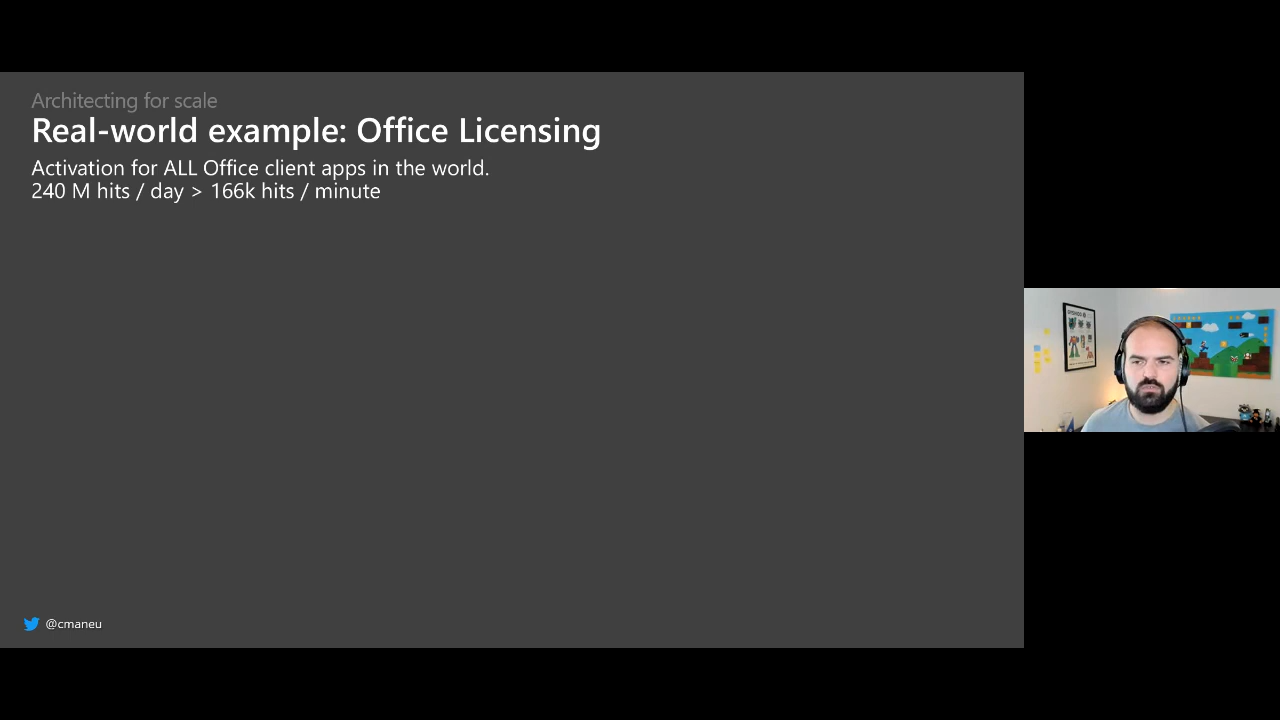 Architecting for scale
Real-world example: Office Licensing
Activation for ALL Office client apps in the world.
240 M hits / day > 166k hits / minute
@cmaneu